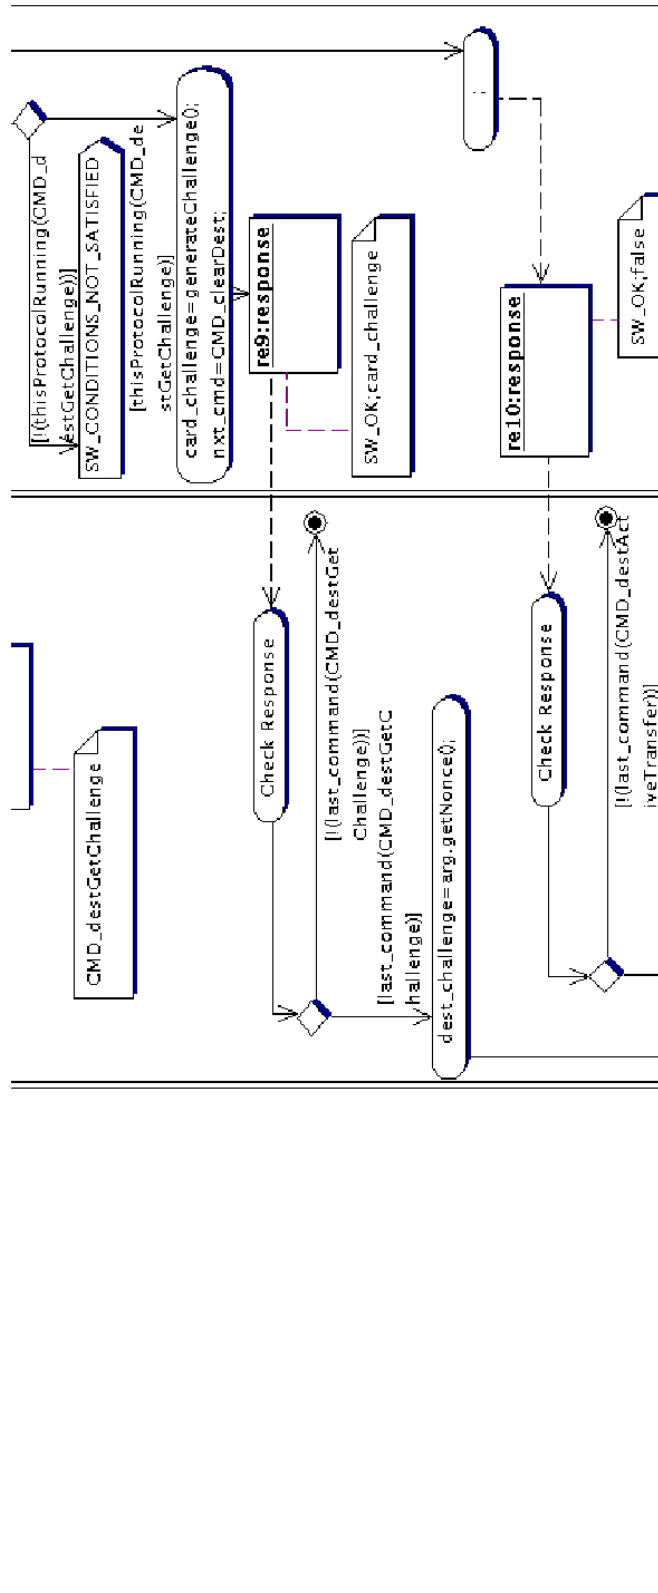 [!(thisProtocolRunning(CMD_d
estGetChallenge))]
SW_CONDITIONS_NOT_SATISFIED
[thisProtocolRunning(CMD_de
stGetChallenge)]
card_challenge=generateChallenge();
nxt_cmd=CMD_clearDest;
re9:response
SW_OK;card_challenge
:
re10:response
SW_OK;false
CMD_destGetChallenge
Check Response
[!(last_command(CMD_destGet
Challenge))]
[last_command(CMD_destGetC
hallenge)]
dest_challenge=arg.getNonce();
Check Response
[!(last_command(CMD_destAct
iveTransfer))]